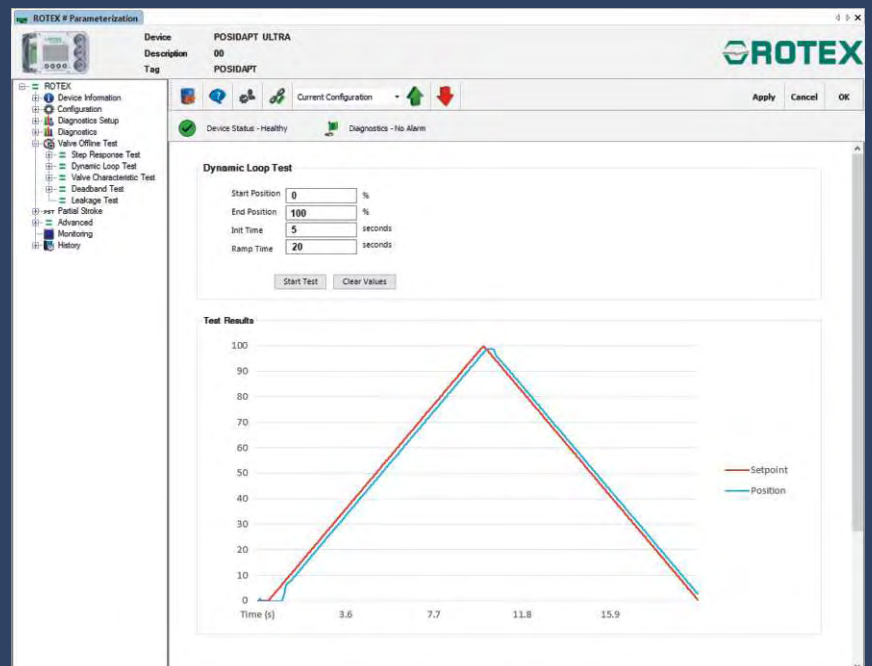 ROTEX # Parameterization
Device POSIDAPT ULTRA
Description 00
Tag POSIDAPT
ROTEX
ROTEX
Device Information
Configuration
Diagnostics Setup
Diagnostics
Valve Offline Test
Step Response Test
Dynamic Loop Test
Valve Characteristic Test
Deadband Test
Leakage Test
PST Partial Stroke
Advanced
Monitoring
History
Current Configuration
Apply Cancel OK
Device Status - Healthy Diagnostics - No Alarm
Dynamic Loop Test
Start Position 0 %
End Position 100 %
Init Time 5 seconds
Ramp Time 20 seconds
Start Test Clear Values
Test Results
100
90
80
70
60
50
40
30
20
10
0
Time (s) 3.6 7.7 11.8 15.9
Setpoint
Position